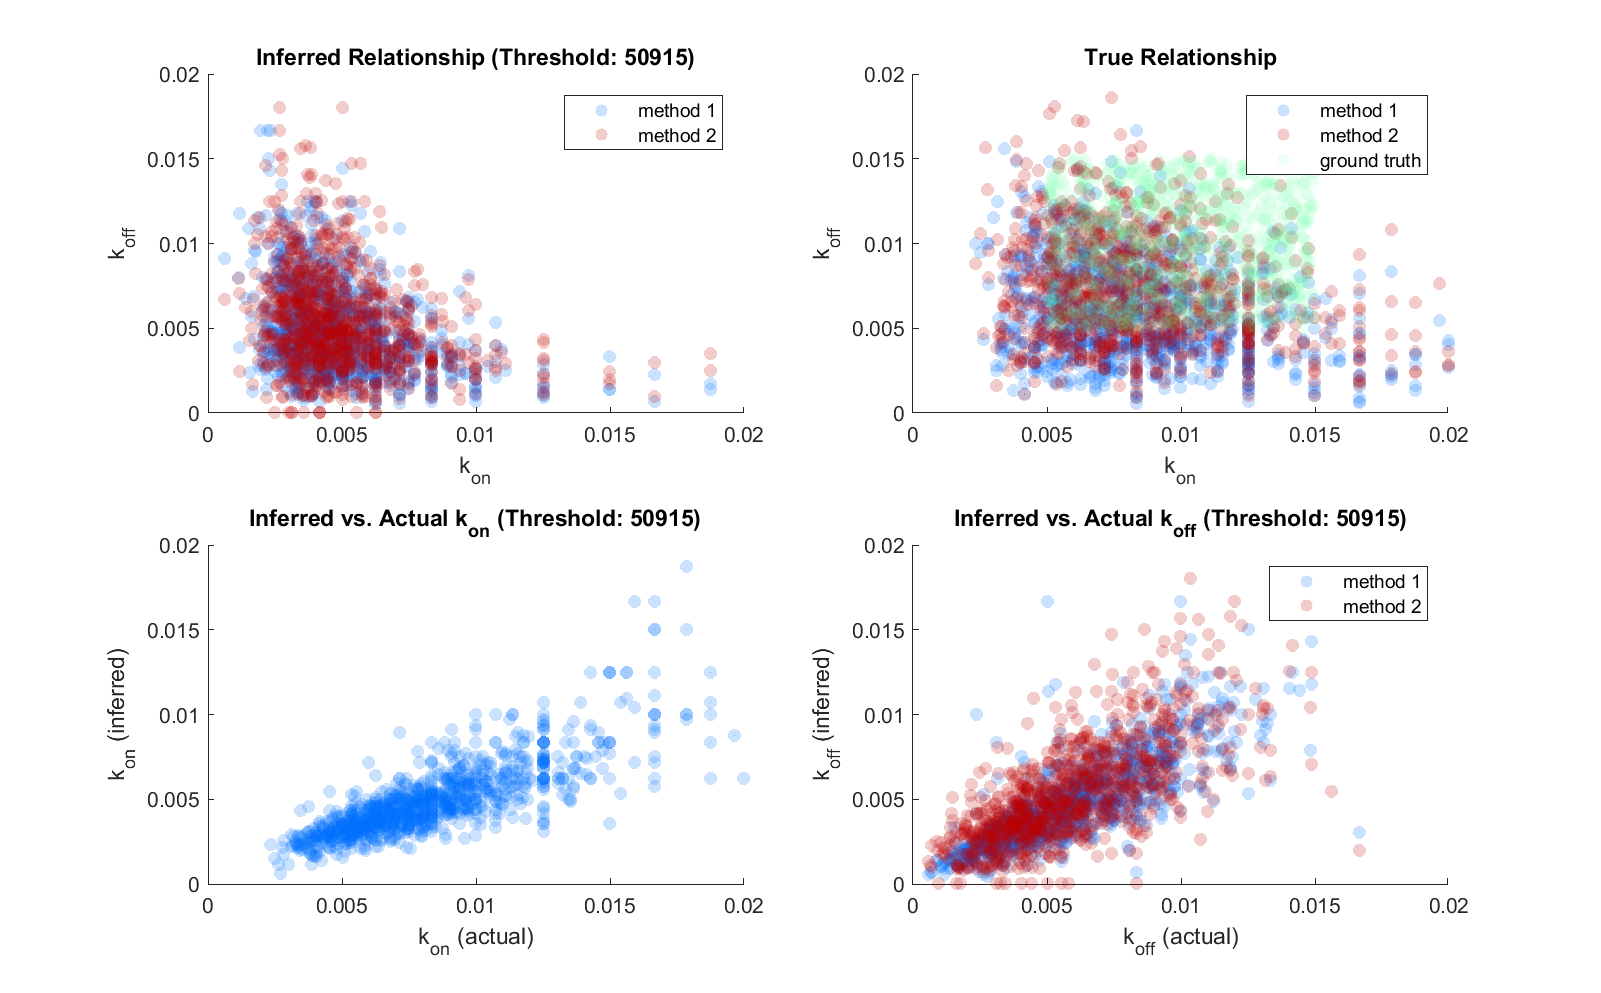 Inferred Relationship (Threshold: 50915)
0.02
0.015
0.01
0.005
0
k_off
method 1
method 2
0
0.005
0.01
0.015
0.02
k_on
True Relationship
0.02
0.015
0.01
0.005
0
k_off
method 1
method 2
ground truth
0
0.005
0.01
0.015
0.02
k_on
Inferred vs. Actual k_on (Threshold: 50915)
0.02
0.015
0.01
0.005
0
k_on (inferred)
0
0.005
0.01
0.015
0.02
k_on (actual)
Inferred vs. Actual k_off (Threshold: 50915)
0.02
0.015
0.01
0.005
0
k_off (inferred)
method 1
method 2
0
0.005
0.01
0.015
0.02
k_off (actual)